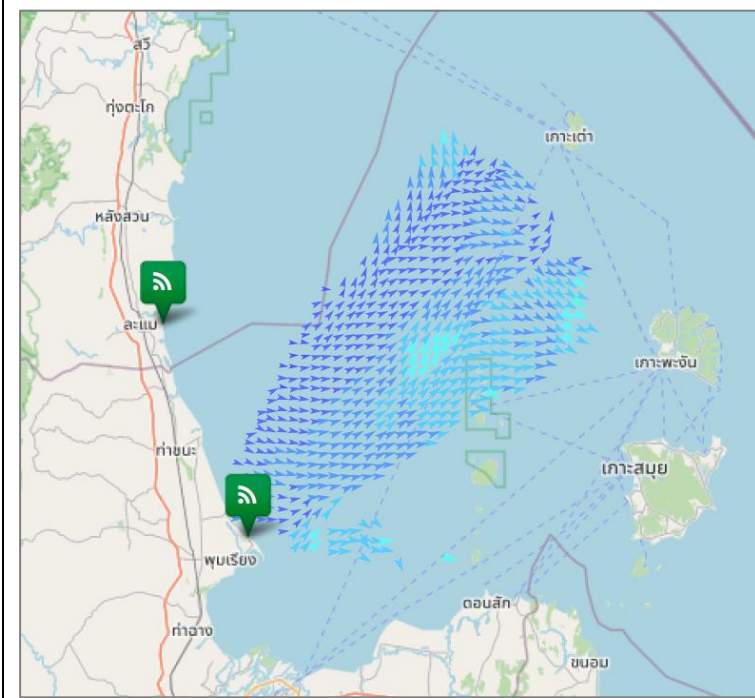 สวี
ทุ่งตะโก
เกาะเต่า
หลังสวน
ละแม
เกาะพะงัน
ท่าชนะ
เกาะสมุย
พุมเรียง
ดอนสัก
ท่าฉาง
ขนอม